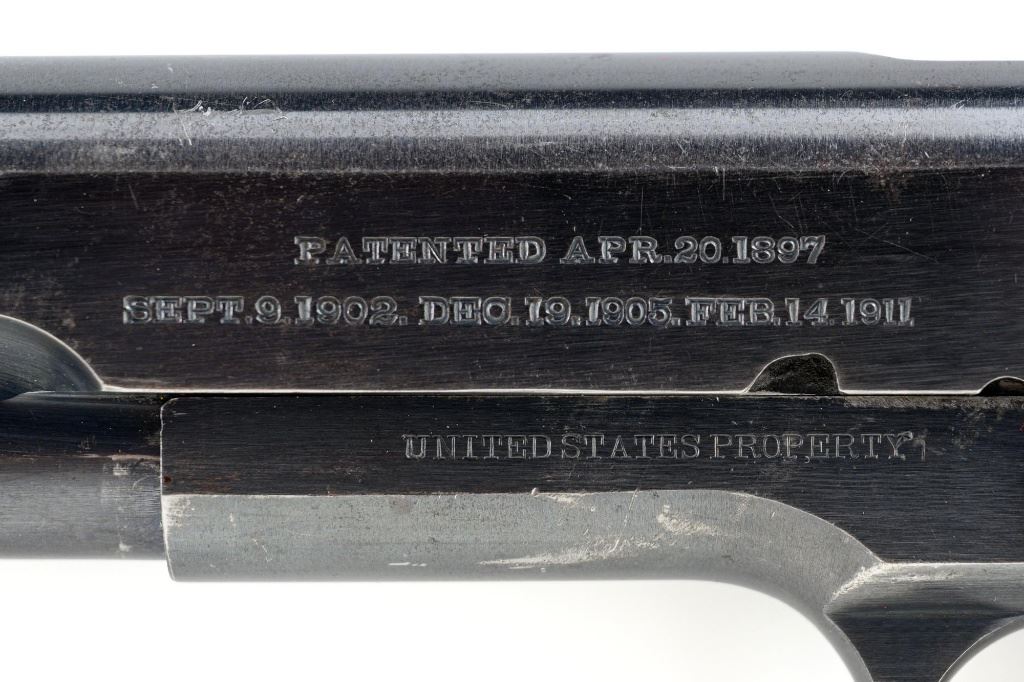 PATENTED APR.20.1897
SEPT.9.1902. DEC.19.1905. FEB.14.1911
UNITED STATES PROPERTY